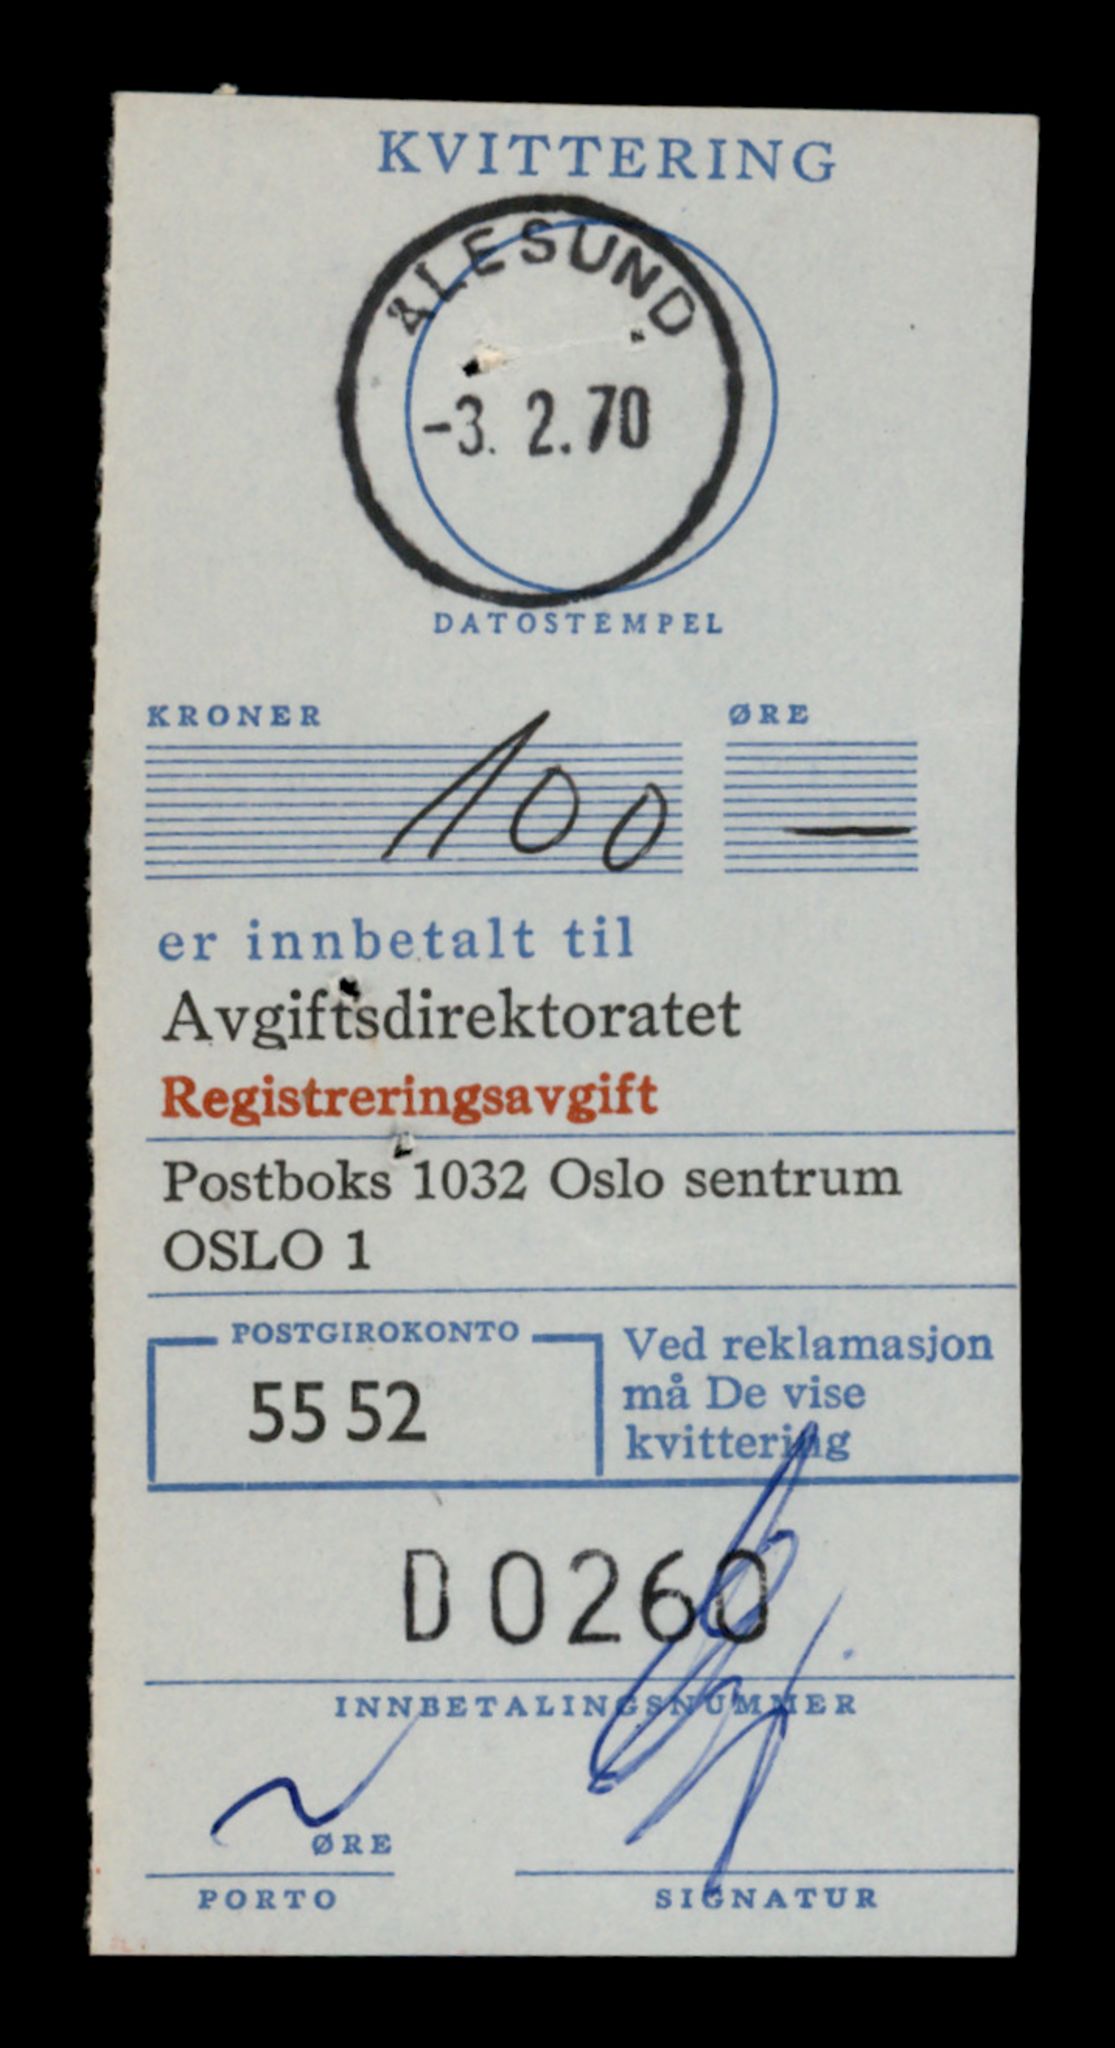 KVITTERING
ÅLESUND
-3. 2. 70
DATOSTEMPEL
KRONER ØRE
100 —
er innbetalt til
Avgiftsdirektoratet
Registreringsavgift
Postboks 1032 Oslo sentrum
OSLO 1
POSTGIROKONTO
55 52
Ved reklamasjon
må De vise
kvittering
D 0260
INNBETALINGSNUMMER
ØRE
PORTO SIGNATUR